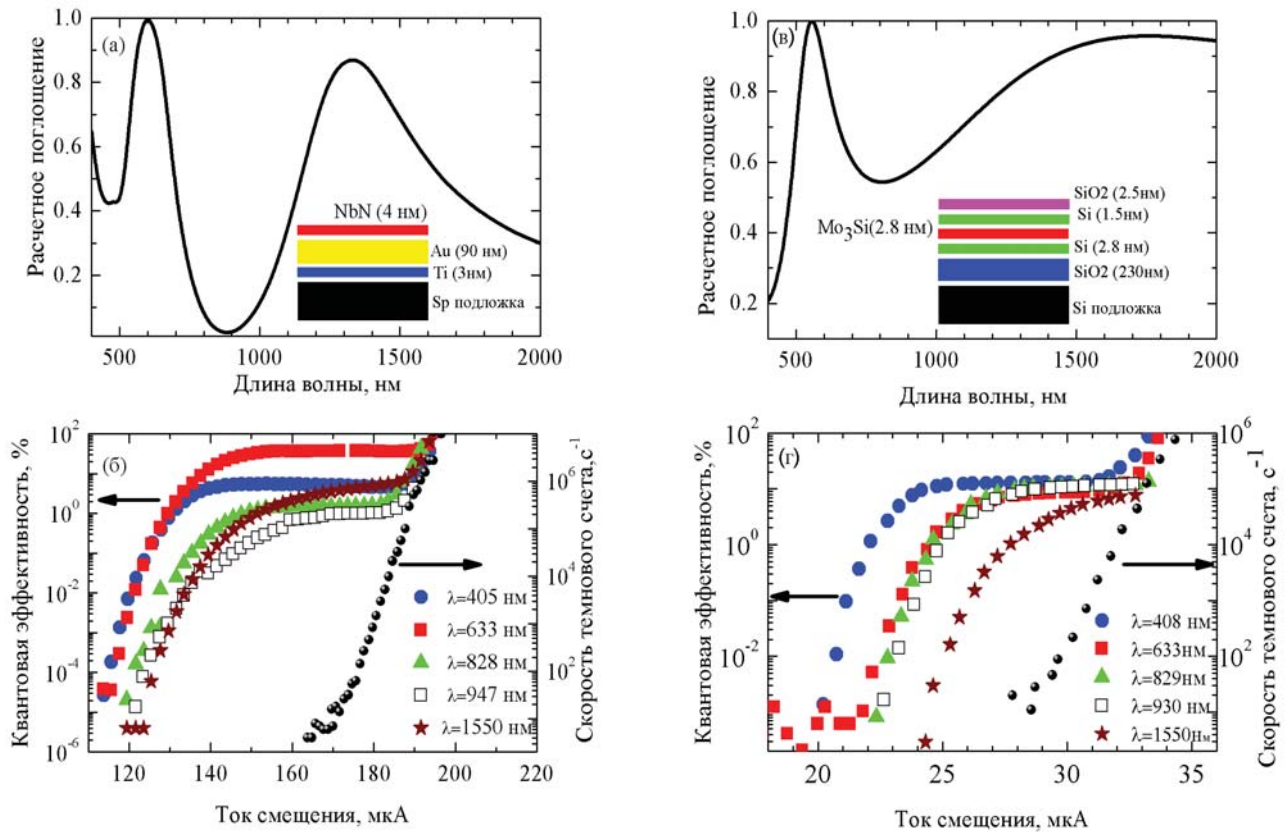 (а)
Расчетное поглощение
1.0
0.8
0.6
0.4
0.2
NbN (4 нм)
Au (90 нм)
Ti (3нм)
Sp подложка
500
1000
1500
2000
Длина волны, нм
(в)
Расчетное поглощение
1.0
0.8
0.6
0.4
0.2
SiO2 (2.5нм)
Si (1.5нм)
Mo3Si(2.8 нм)
Si (2.8 нм)
SiO2 (230нм)
Si подложка
500
1000
1500
2000
Длина волны, нм
(б)
Квантовая эффективность, %
10^2
10^0
10^-2
10^-4
10^-6
λ=405 нм
λ=633 нм
λ=828 нм
λ=947 нм
λ=1550 нм
10^6
10^4
10^2
Скорость темнового счета,с^-1
120
140
160
180
200
220
Ток смещения, мкА
(г)
Квантовая эффективность, %
10^2
10^0
10^-2
λ=408 нм
λ=633нм
λ=829нм
λ=930 нм
λ=1550нм
10^6
10^4
10^2
Скорость темнового счета, с^-1
20
25
30
35
Ток смещения, мкА